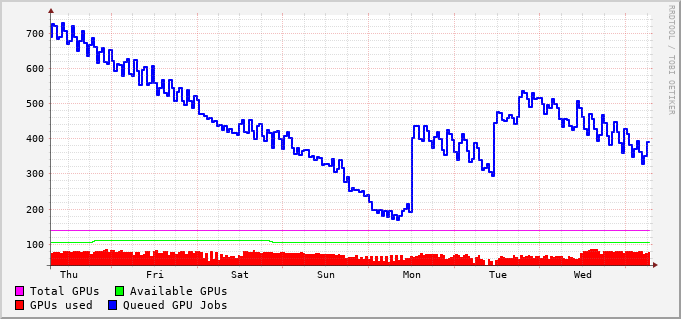 RRDTOOL / TOBI OETIKER
700
600
500
400
300
200
100
Thu Fri Sat Sun Mon Tue Wed
Total GPUs Available GPUs
GPUs used Queued GPU Jobs